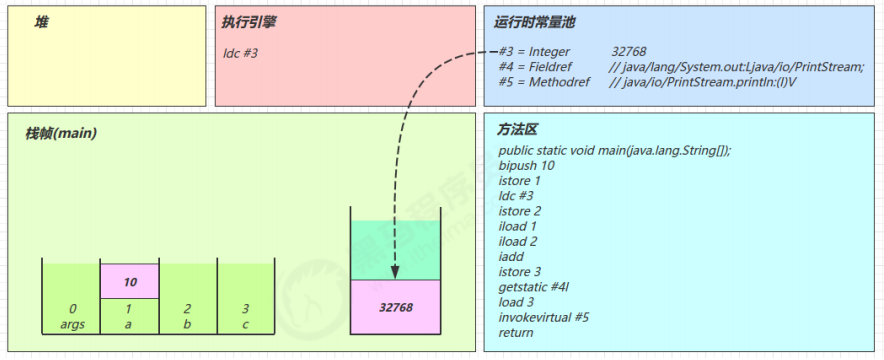 堆
执行引擎
ldc #3
运行时常量池
#3 = Integer 32768
#4 = Fieldref // java/lang/System.out:Ljava/io/PrintStream;
#5 = Methodref // java/io/PrintStream.println:(I)V
栈帧(main)
10
0 1 2 3
args a b c
32768
方法区
public static void main(java.lang.String[]);
bipush 10
istore 1
ldc #3
istore 2
iload 1
iload 2
iadd
istore 3
getstatic #4l
load 3
invokevirtual #5
return